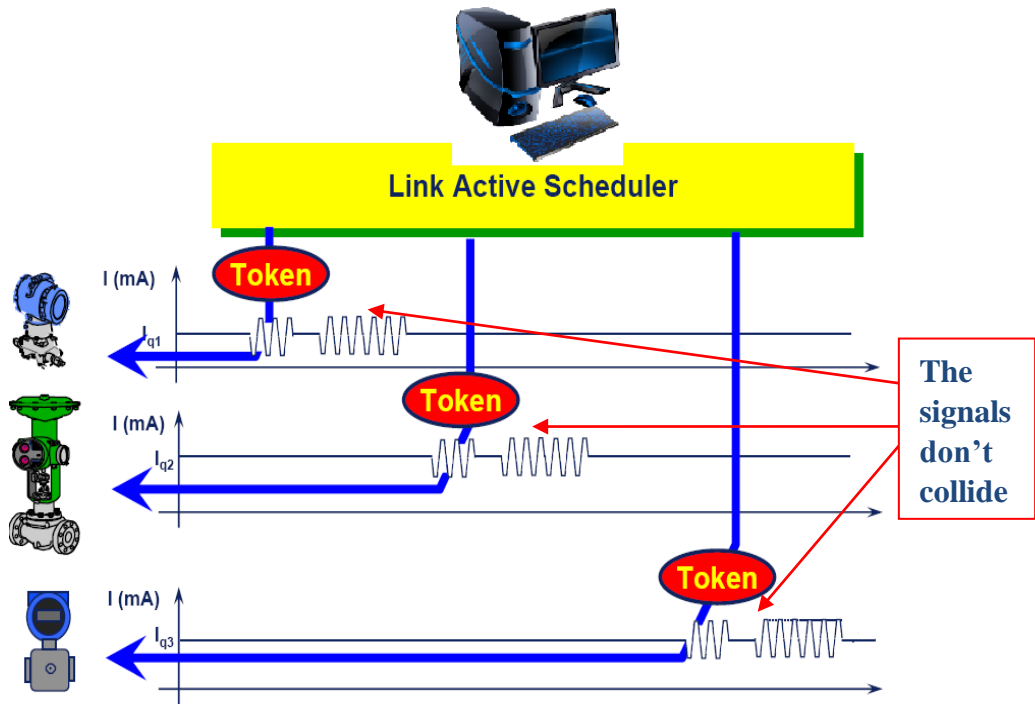 Link Active Scheduler
Token
I (mA)
Iq1
Token
I (mA)
Iq2
The
signals
don’t
collide
Token
I (mA)
Iq3